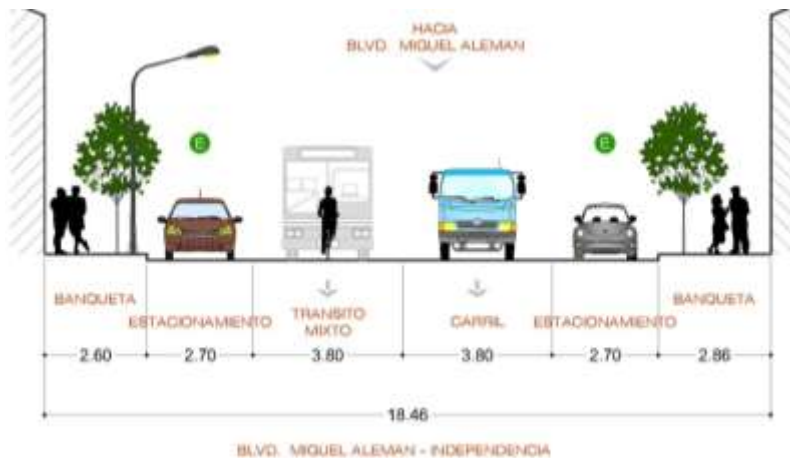 HACIA
BLVD. MIGUEL ALEMAN
E
E
BANQUETA
ESTACIONAMIENTO
TRANSITO
MIXTO
CARRIL
ESTACIONAMIENTO
BANQUETA
2.60
2.70
3.80
3.80
2.70
2.86
18.46
BLVD. MIGUEL ALEMAN - INDEPENDENCIA